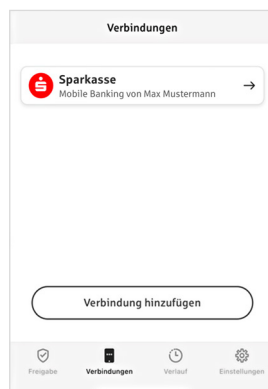 Verbindungen
Sparkasse
Mobile Banking von Max Mustermann
Verbindung hinzufügen
Freigabe
Verbindungen
Verlauf
Einstellungen